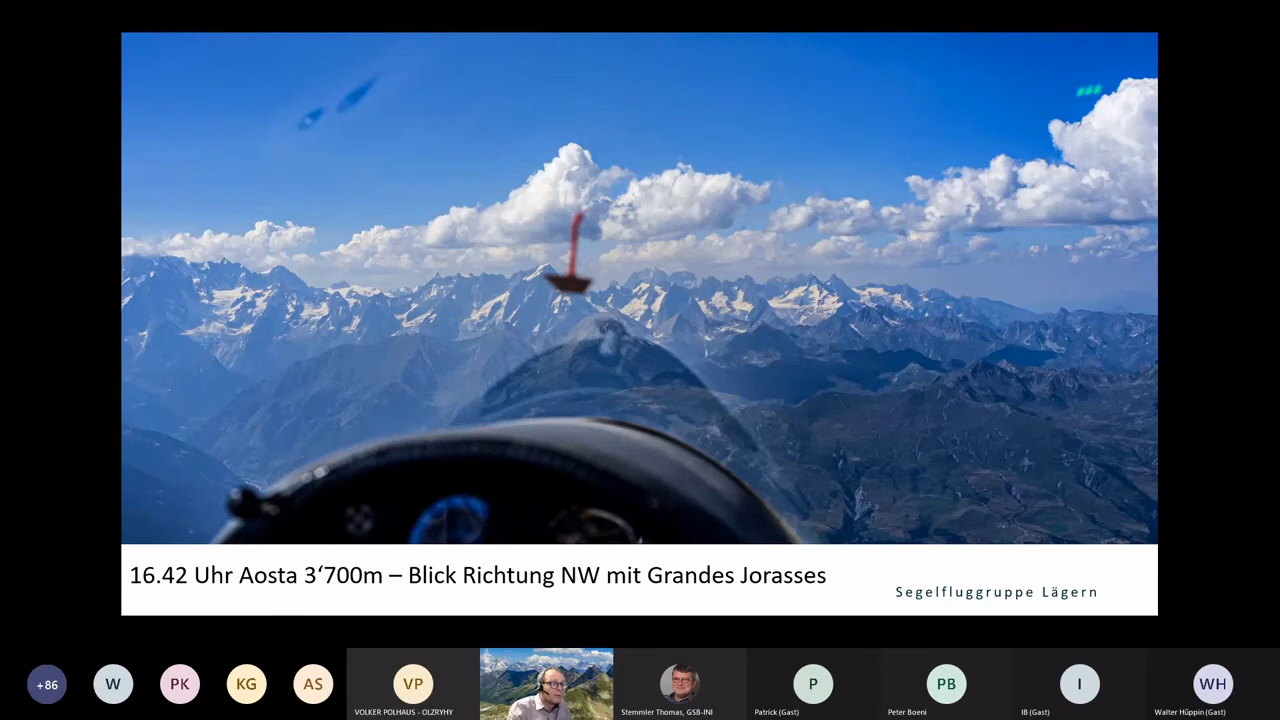 16.42 Uhr Aosta 3‘700m – Blick Richtung NW mit Grandes Jorasses
Segelfluggruppe Lägern
+86
W
PK
KG
AS
VP
P
PB
I
WH
VOLKER POLHAUS - OLZRYHY
Stemmler Thomas, GSB-INI
Patrick (Gast)
Peter Boeni
IB (Gast)
Walter Hüppin (Gast)